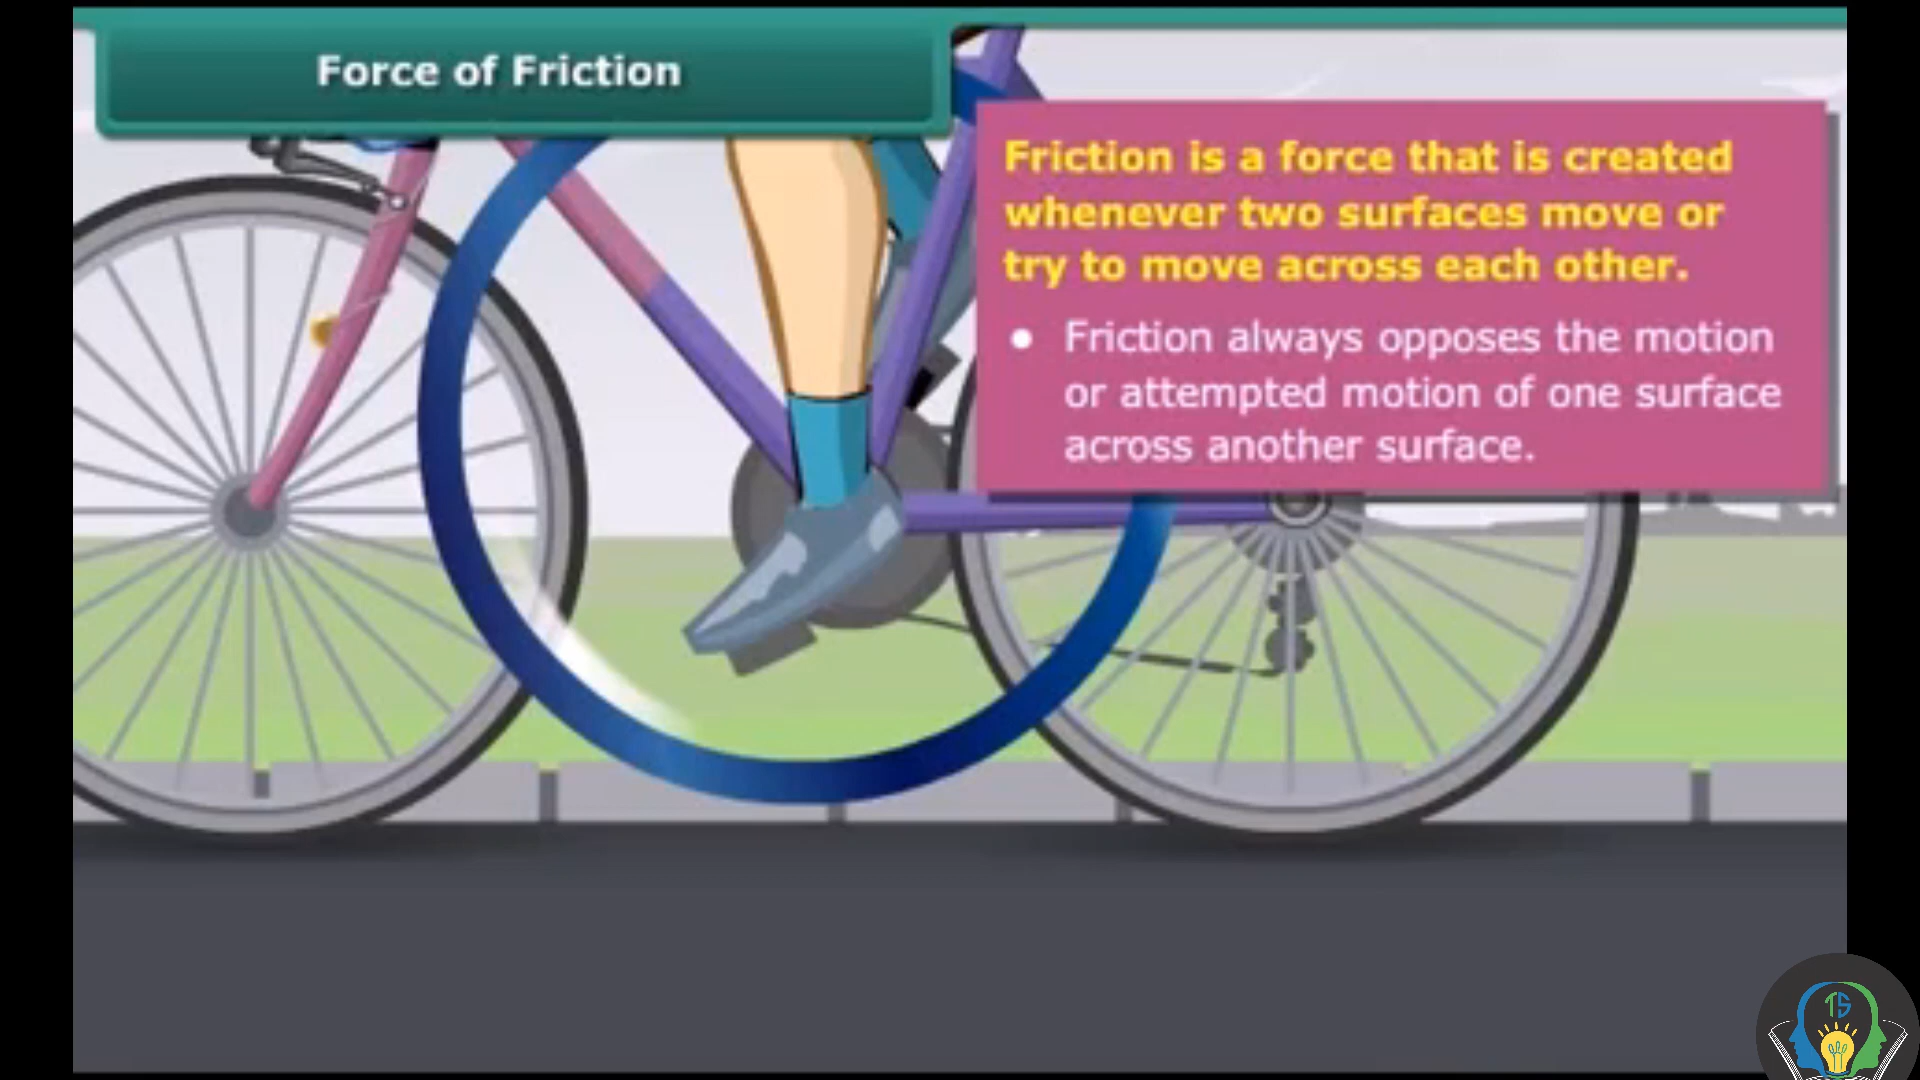 Force of Friction
Friction is a force that is created
whenever two surfaces move or
try to move across each other.
● Friction always opposes the motion
or attempted motion of one surface
across another surface.
TS